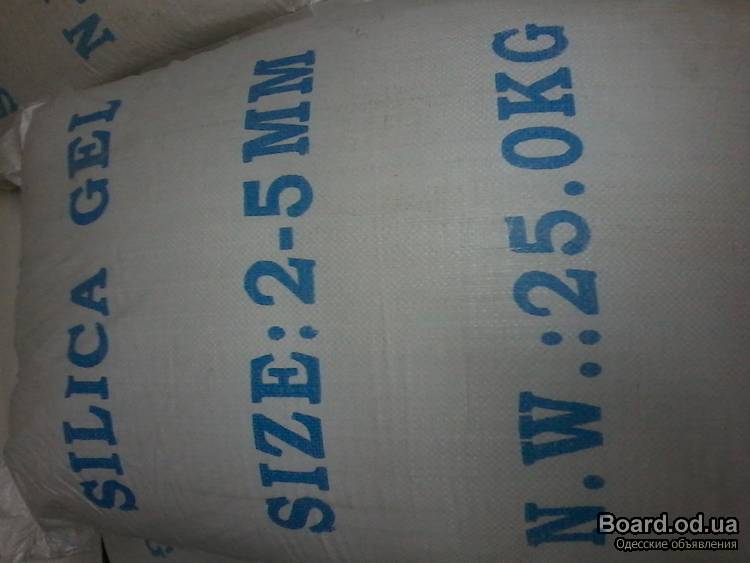 SILICA GEL
SIZE:2-5MM
N.W.:25.0KG
Board.od.ua
Одесские объявления